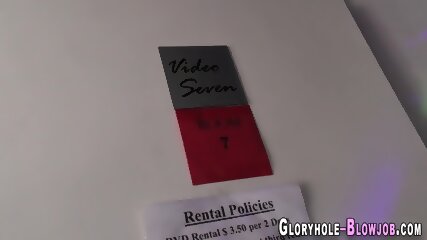 Video
Seven
7
Rental Policies
DVD Rental $ 3.50 per 2 D
GLORYHOLE-BLOWJOB.COM